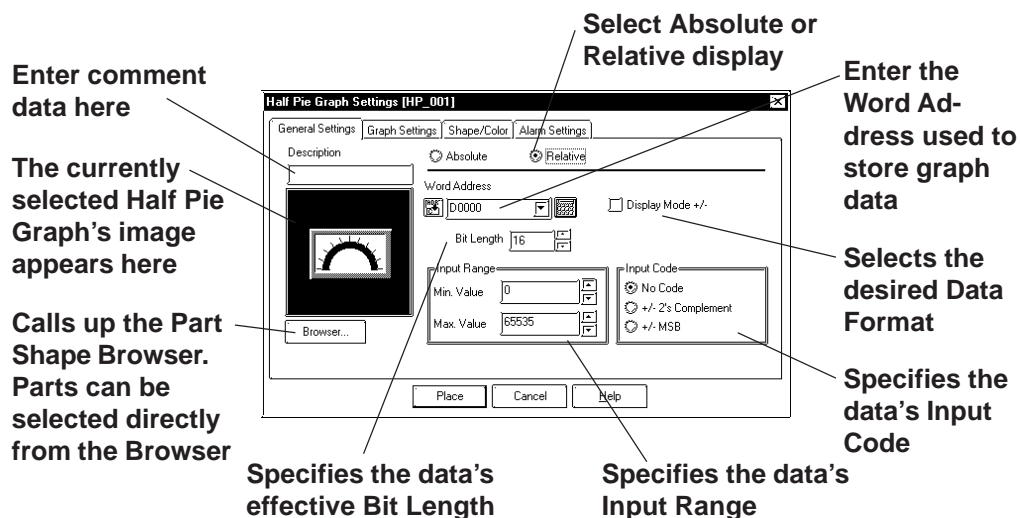 Select Absolute or
Relative display
Enter comment
data here
Enter the
Word Ad-
dress used to
store graph
data
The currently
selected Half Pie
Graph's image
appears here
Calls up the Part
Shape Browser.
Parts can be
selected directly
from the Browser
Half Pie Graph Settings [HP_001]
General Settings Graph Settings Shape/Color Alarm Settings
Description
Absolute Relative
Word Address
D0000
Display Mode +/-
Bit Length 16
Input Range
Min. Value 0
Max. Value 65535
Input Code
No Code
+/- 2's Complement
+/- MSB
Browser...
Place Cancel Help
Selects the
desired Data
Format
Specifies the
data's Input
Code
Specifies the data's
effective Bit Length
Specifies the data's
Input Range